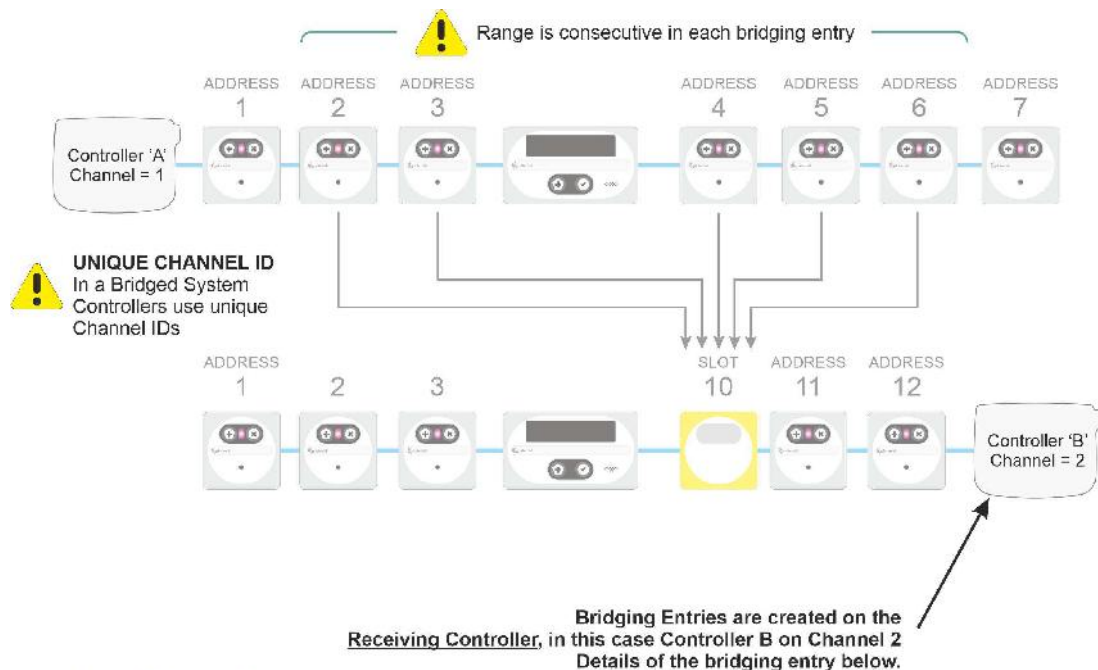 Range is consecutive in each bridging entry
ADDRESS ADDRESS ADDRESS ADDRESS ADDRESS ADDRESS ADDRESS
1 2 3 4 5 6 7
Controller 'A'
Channel = 1
UNIQUE CHANNEL ID
In a Bridged System
Controllers use unique
Channel IDs
ADDRESS SLOT ADDRESS ADDRESS
1 2 3 10 11 12
Controller 'B'
Channel = 2
Bridging Entries are created on the
Receiving Controller, in this case Controller B on Channel 2
Details of the bridging entry below.